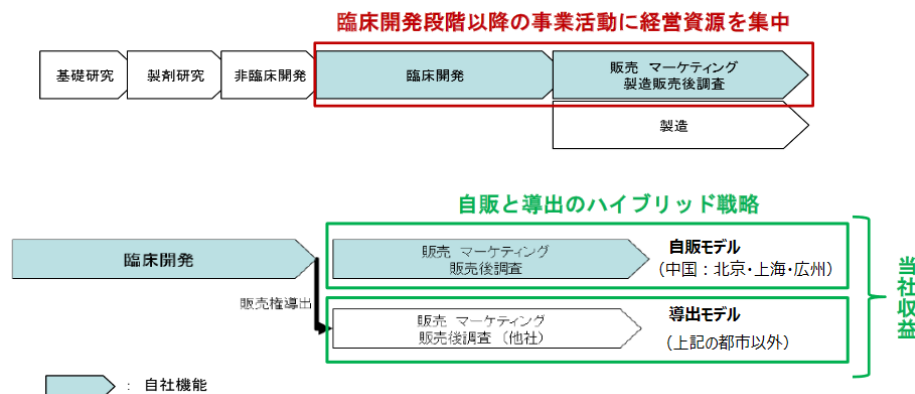 臨床開発段階以降の事業活動に経営資源を集中
基礎研究
製剤研究
非臨床開発
臨床開発
販売 マーケティング
製造販売後調査
製造
自販と導出のハイブリッド戦略
臨床開発
販売 マーケティング
販売後調査
自販モデル
（中国：北京・上海・広州）
販売権導出
販売 マーケティング
販売後調査（他社）
導出モデル
（上記の都市以外）
当社収益
： 自社機能